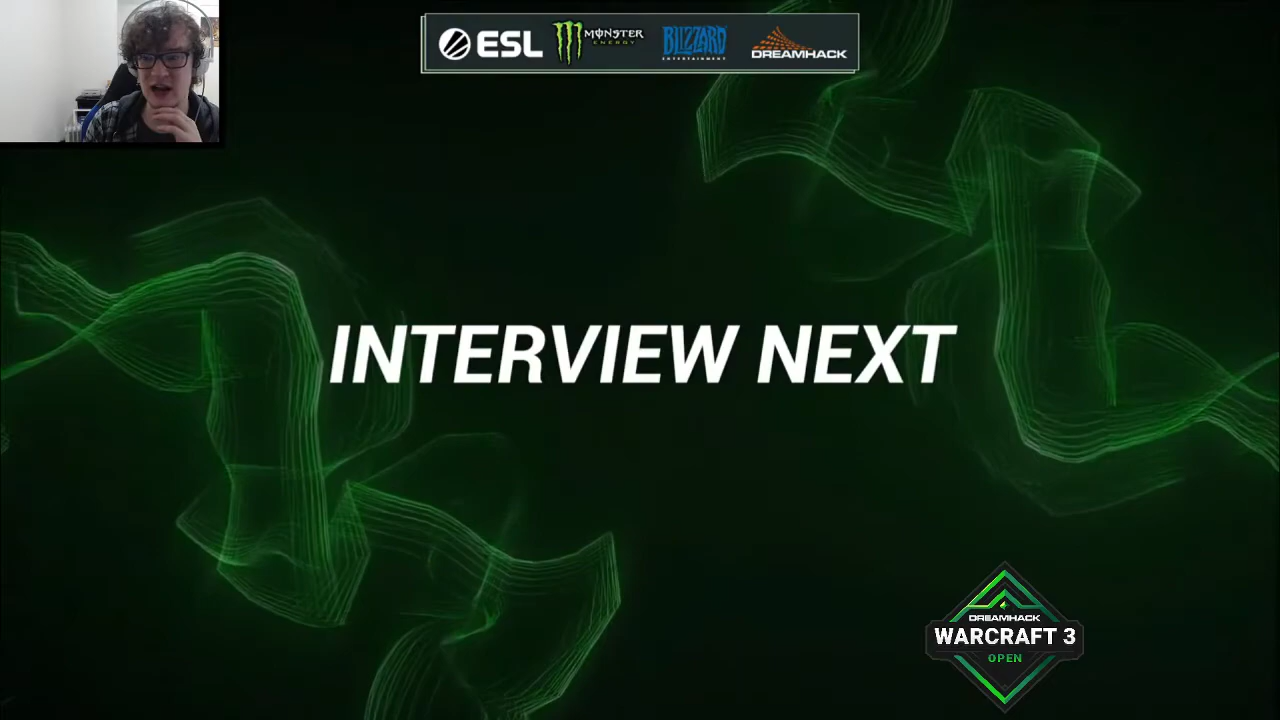 ESL
MONSTER
ENERGY
BLIZZARD
ENTERTAINMENT
DREAMHACK
INTERVIEW NEXT
DREAMHACK
WARCRAFT 3
OPEN